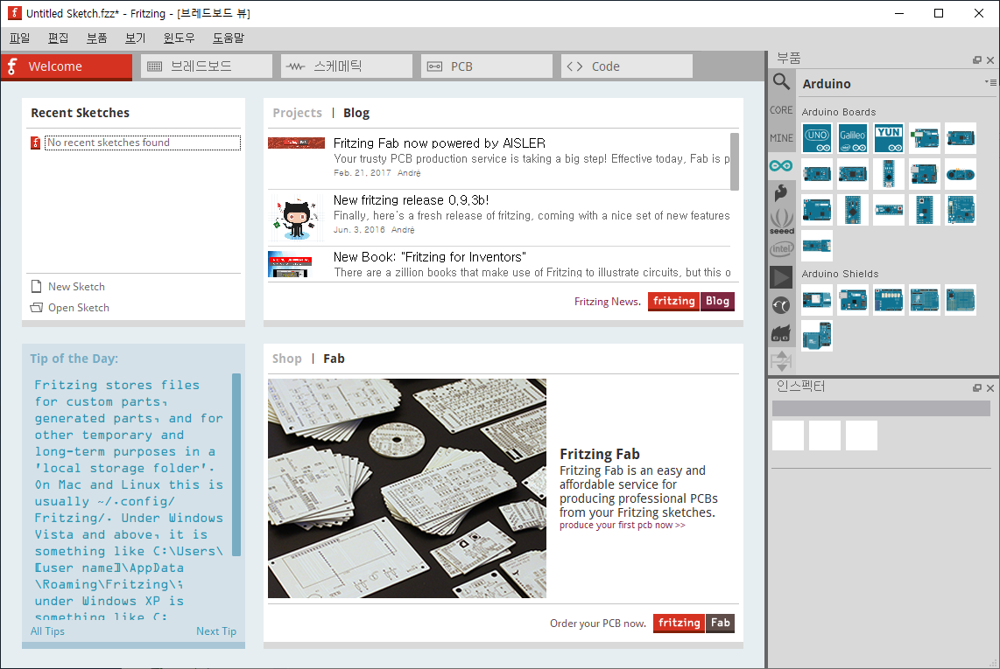 Untitled Sketch.fzz* - Fritzing - [브레드보드 뷰]
파일 편집 부품 보기 윈도우 도움말
Welcome 브레드보드 스케메틱 PCB Code
Recent Sketches
No recent sketches found
New Sketch
Open Sketch
Projects | Blog
Fritzing Fab now powered by AISLER
Your trusty PCB production service is taking a big step! Effective today, Fab is p
Feb. 21, 2017 André
New fritzing release 0.9.3b!
Finally, here's a fresh release of fritzing, coming with a nice set of new features
Jun. 3, 2016 André
New Book: "Fritzing for Inventors"
There are a zillion books that make use of Fritzing to illustrate circuits, but this o
Fritzing News. fritzing Blog
Tip of the Day:
Fritzing stores files
for custom parts,
generated parts, and for
other temporary and
long-term purposes in a
'local storage folder'.
On Mac and Linux this is
usually ~/.config/
Fritzing/. Under Windows
Vista and above, it is
something like C:\Users\
[user name]\AppData
\Roaming\Fritzing\;
under Windows XP is
something like C:
All Tips Next Tip
Shop | Fab
Fritzing Fab
Fritzing Fab is an easy and
affordable service for
producing professional PCBs
from your Fritzing sketches.
produce your first pcb now >>
Order your PCB now. fritzing Fab
부품
Arduino
CORE
MINE
seeed
intel
Arduino Boards
UNO Galileo YUN
Arduino Shields
인스펙터